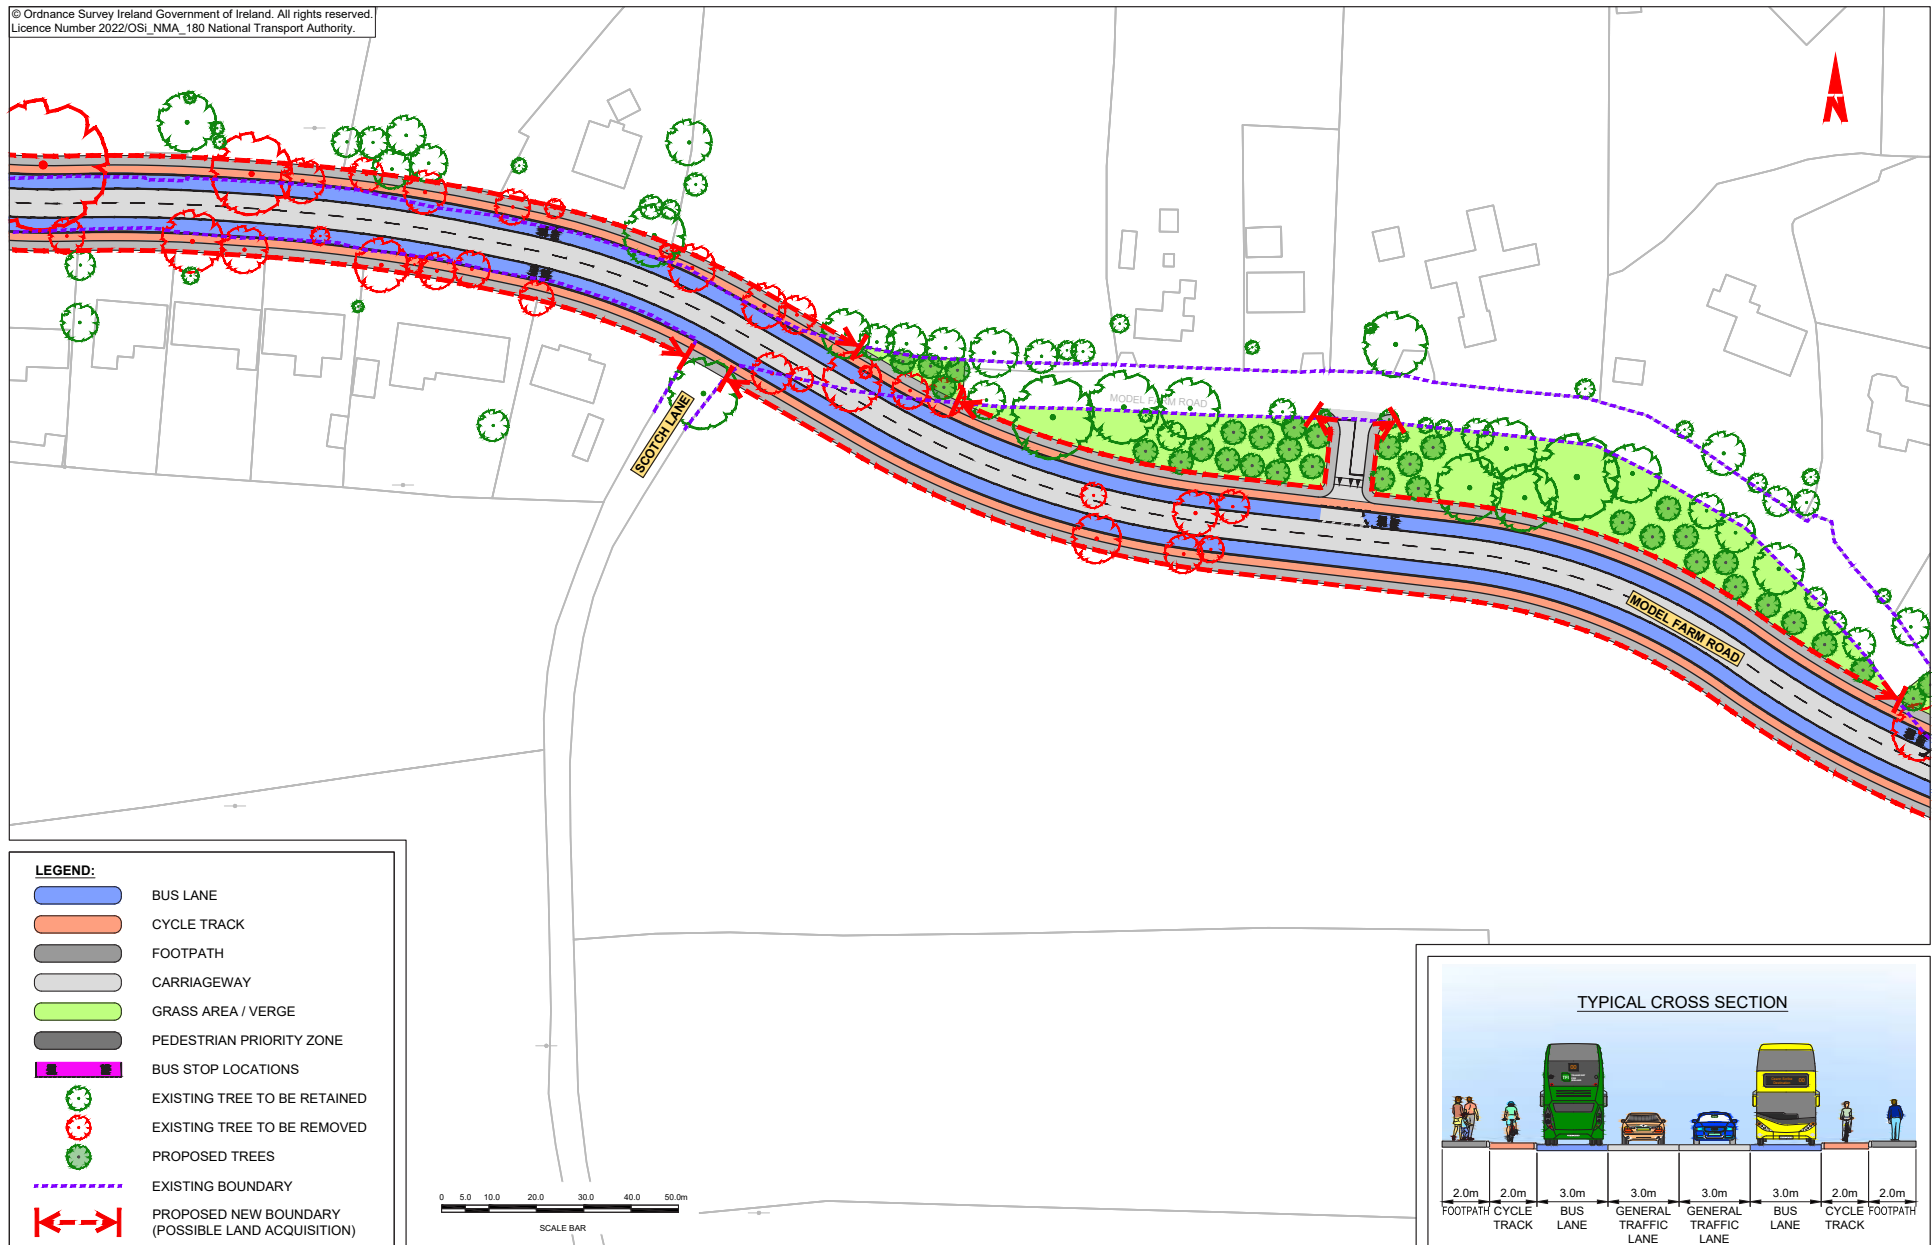 © Ordnance Survey Ireland Government of Ireland. All rights reserved.
Licence Number 2022/OSi_NMA_180 National Transport Authority.
N
MODEL FARM ROAD
SCOTCH LANE
MODEL FARM ROAD
LEGEND:
BUS LANE
CYCLE TRACK
FOOTPATH
CARRIAGEWAY
GRASS AREA / VERGE
PEDESTRIAN PRIORITY ZONE
BUS STOP LOCATIONS
EXISTING TREE TO BE RETAINED
EXISTING TREE TO BE REMOVED
PROPOSED TREES
EXISTING BOUNDARY
PROPOSED NEW BOUNDARY
(POSSIBLE LAND ACQUISITION)
0 5.0 10.0 20.0 30.0 40.0 50.0m
SCALE BAR
TYPICAL CROSS SECTION
2.0m 2.0m 3.0m 3.0m 3.0m 3.0m 2.0m 2.0m
FOOTPATH CYCLE BUS GENERAL GENERAL BUS CYCLE FOOTPATH
TRACK LANE TRAFFIC TRAFFIC LANE TRACK
LANE LANE